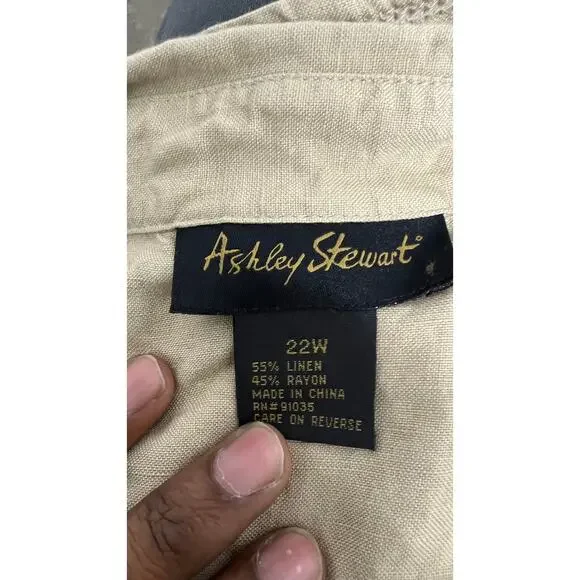 Ashley Stewart
22W
55% LINEN
45% RAYON
MADE IN CHINA
RN# 91035
CARE ON REVERSE